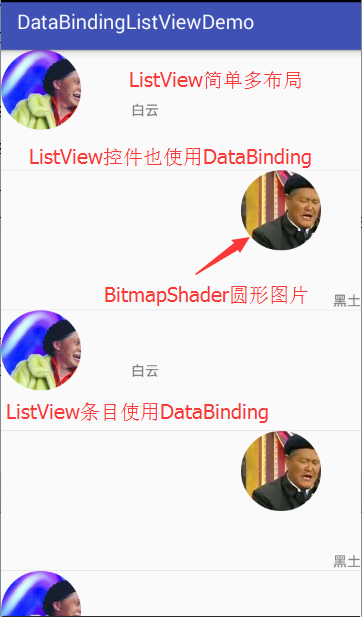 DataBindingListViewDemo
ListView简单多布局
白云
ListView控件也使用DataBinding
BitmapShader圆形图片
黑土
白云
ListView条目使用DataBinding
黑土